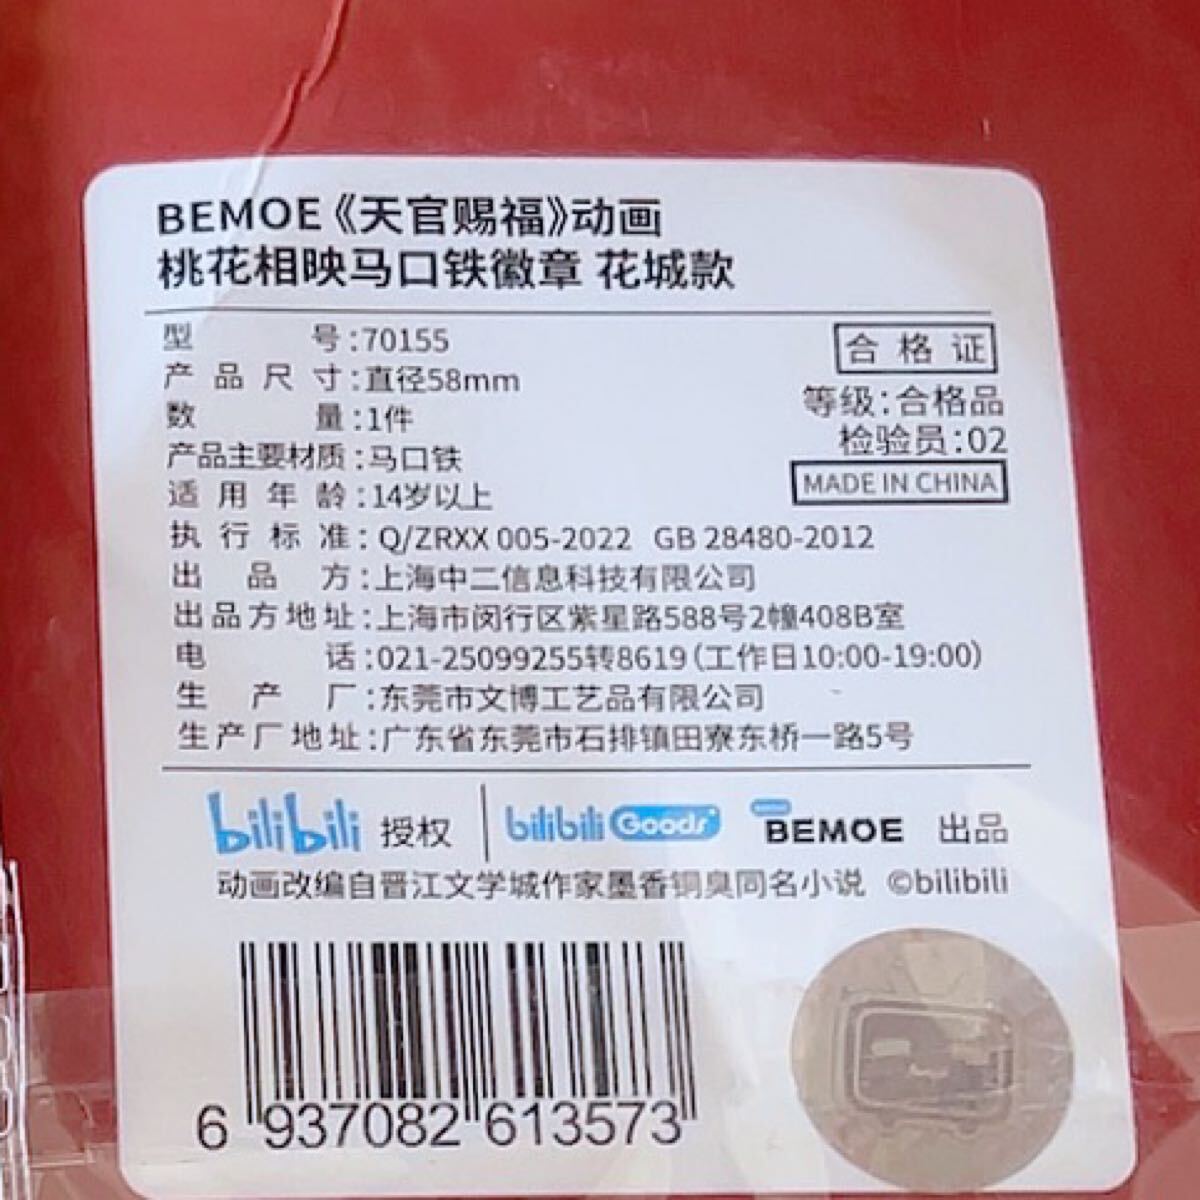 BEMOE《天官赐福》动画
桃花相映马口铁徽章 花城款
型号:70155
合格证
产品尺寸:直径58mm
等级:合格品
数量:1件
检验员:02
产品主要材质:马口铁
MADE IN CHINA
适用年龄:14岁以上
执行标准:Q/ZRXX 005-2022 GB 28480-2012
出品方:上海中二信息科技有限公司
出品方地址:上海市闵行区紫星路588号2幢408B室
电话:021-25099255转8619(工作日10:00-19:00)
生产厂:东莞市文博工艺品有限公司
生产厂地址:广东省东莞市石排镇田寮东桥一路5号
bilibili 授权 bilibili Goods BEMOE 出品
动画改编自晋江文学城作家墨香铜臭同名小说 ©bilibili
6 937082 613573